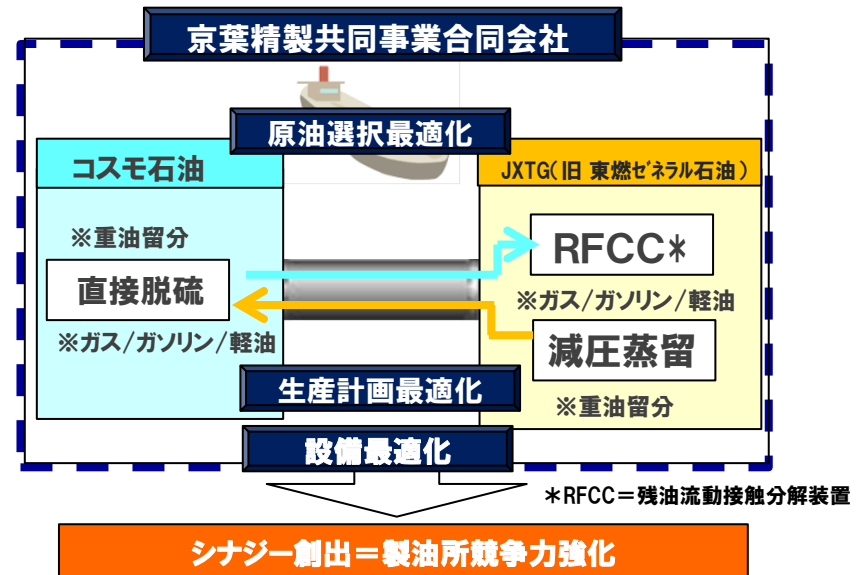 京葉精製共同事業合同会社
原油選択最適化
コスモ石油
JXTG(旧 東燃ｾﾞﾈﾗﾙ石油)
※重油留分
直接脱硫
※ガス/ガソリン/軽油
RFCC*
※ガス/ガソリン/軽油
減圧蒸留
※重油留分
生産計画最適化
設備最適化
*RFCC=残油流動接触分解装置
シナジー創出=製油所競争力強化